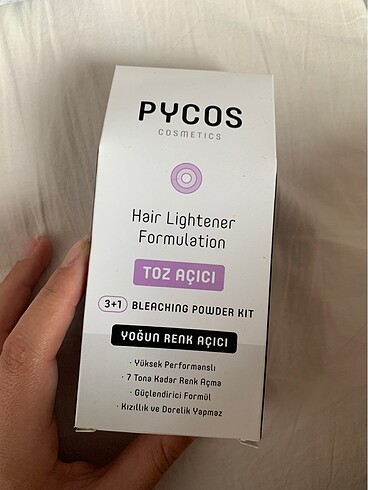 PYCOS
COSMETICS
Hair Lightener
Formulation
TOZ AÇICI
3+1 BLEACHING POWDER KIT
YOĞUN RENK AÇICI
· Yüksek Performanslı
· 7 Tona Kadar Renk Açma
· Güçlendirici Formül
· Kızıllık ve Dorelik Yapmaz